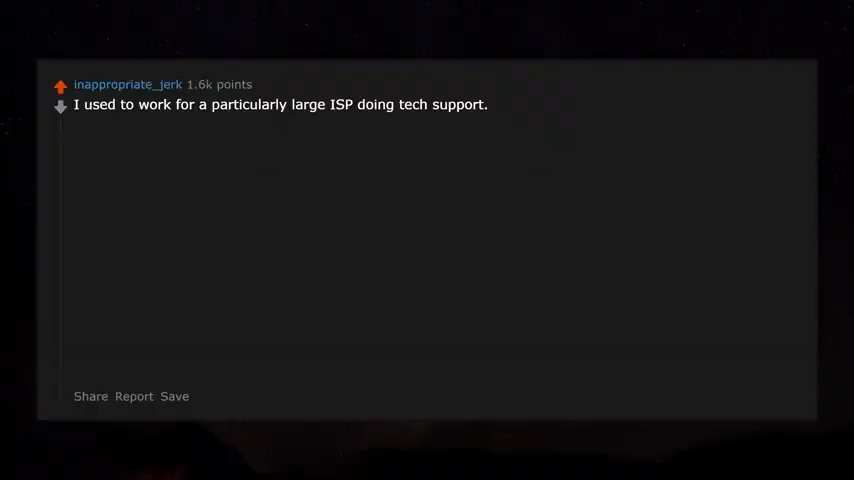 inappropriate_jerk 1.6k points
I used to work for a particularly large ISP doing tech support.
Share Report Save